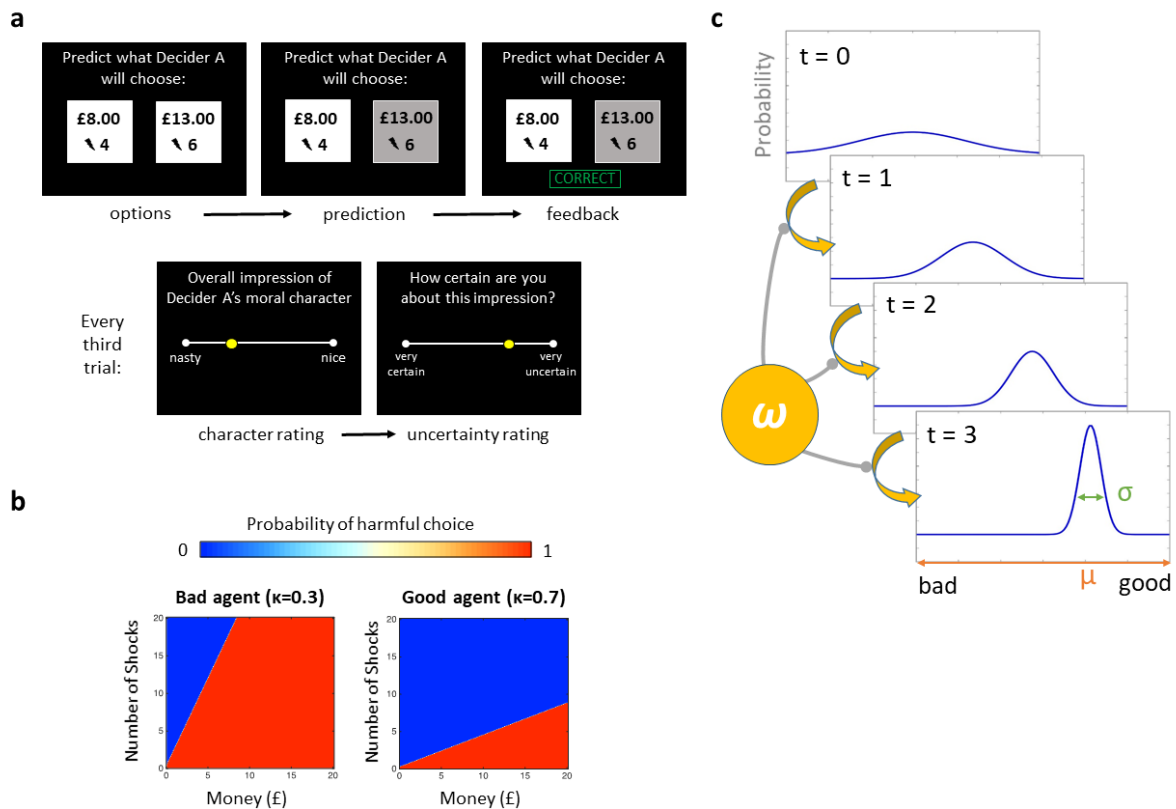 a
Predict what Decider A
will choose:
£8.00
4
£13.00
6
Predict what Decider A
will choose:
£8.00
4
£13.00
6
Predict what Decider A
will choose:
£8.00
4
£13.00
6
CORRECT
options
prediction
feedback
Every
third
trial:
Overall impression of
Decider A's moral character
nasty
nice
How certain are you
about this impression?
very
certain
very
uncertain
character rating
uncertainty rating
b
Probability of harmful choice
0
1
Bad agent (κ=0.3)
Number of Shocks
20
15
10
5
0
0 5 10 15 20
Money (£)
Good agent (κ=0.7)
Number of Shocks
20
15
10
5
0
0 5 10 15 20
Money (£)
c
Probability
t = 0
t = 1
t = 2
t = 3
ω
σ
bad
μ
good